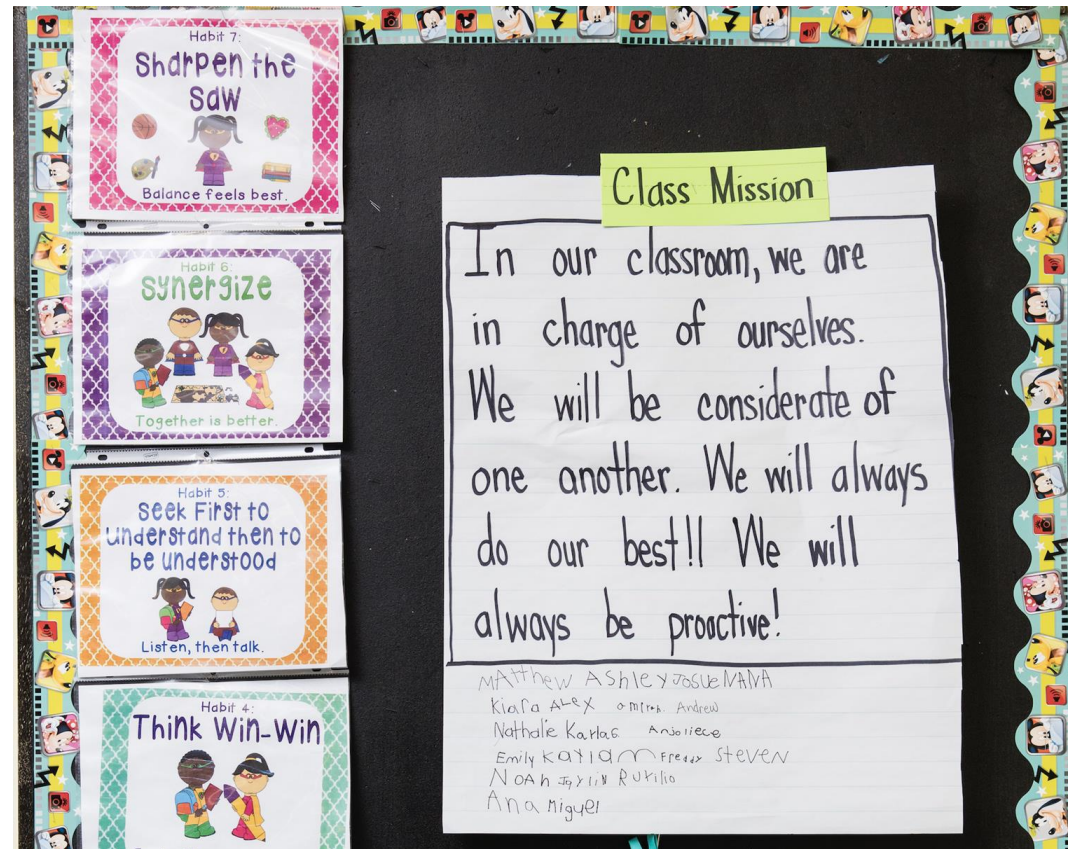 Habit 7:
Sharpen the
Saw
Balance feels best.
Habit 6:
Synergize
Together is better.
Habit 5:
Seek First to
Understand then to
be understood
Listen, then talk.
Habit 4:
Think Win-Win
Class Mission
In our classroom, we are
in charge of ourselves.
We will be considerate of
one another. We will always
do our best!! We will
always be proactive!
MAtthew AShleY JOSUE NANA
Kiara ALEX Andrew
Nathalie Karla
Emily Freddy STEVEN
NOAh JaYliN Rutilio
Ana Miguel